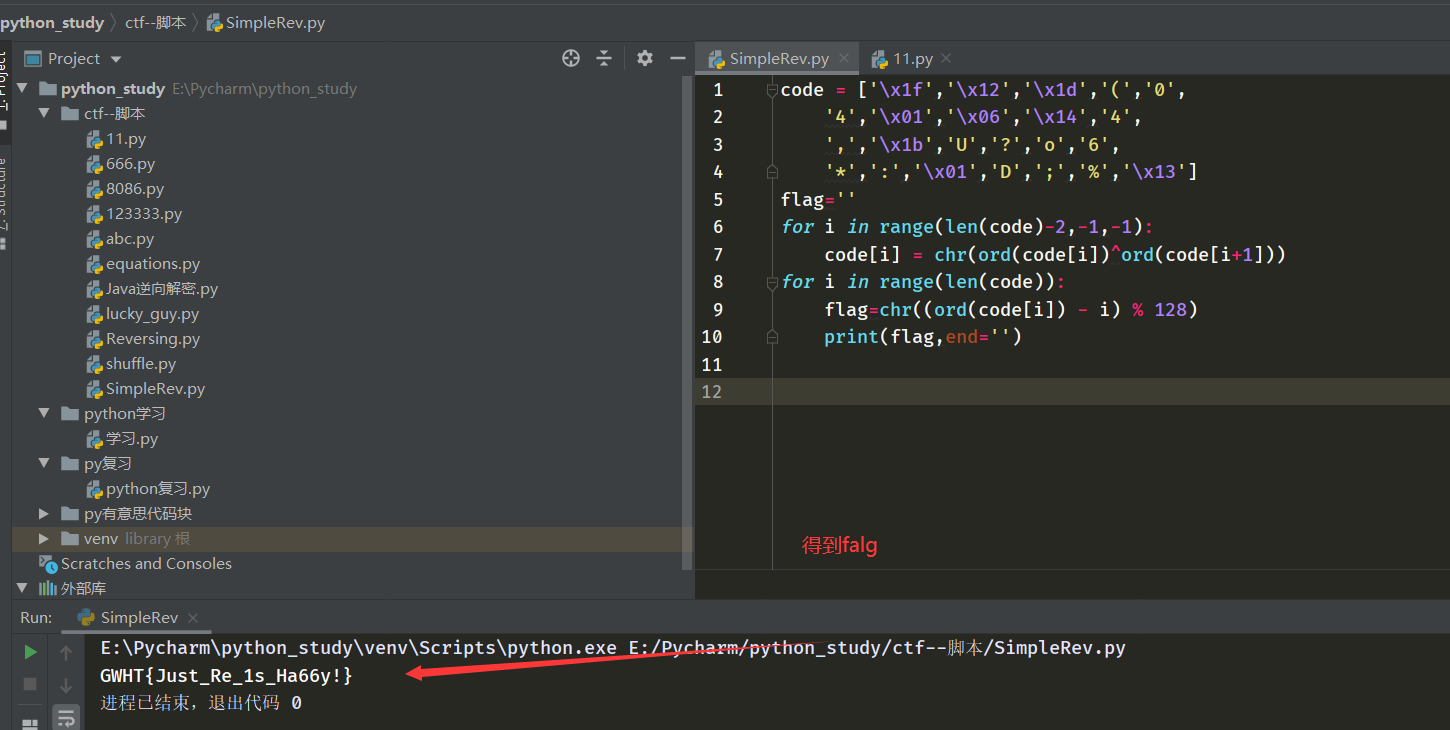 python_study ctf--脚本 SimpleRev.py
Project
python_study E:\Pycharm\python_study
ctf--脚本
11.py
666.py
8086.py
123333.py
abc.py
equations.py
Java逆向解密.py
lucky_guy.py
Reversing.py
shuffle.py
SimpleRev.py
python学习
学习.py
py复习
python复习.py
py有意思代码块
venv library 根
Scratches and Consoles
外部库
1: Project
7: Structure
SimpleRev.py 11.py
1 code = ['\x1f','\x12','\x1d','(','0',
2 '4','\x01','\x06','\x14','4',
3 ',','\x1b','U','?','o','6',
4 '*',':','\x01','D',';','%','\x13']
5 flag=''
6 for i in range(len(code)-2,-1,-1):
7 code[i] = chr(ord(code[i])^ord(code[i+1]))
8 for i in range(len(code)):
9 flag=chr((ord(code[i]) - i) % 128)
10 print(flag,end='')
11
12
得到falg
Run: SimpleRev
E:\Pycharm\python_study\venv\Scripts\python.exe E:/Pycharm/python_study/ctf--脚本/SimpleRev.py
GWHT{Just_Re_1s_Ha66y!}
进程已结束，退出代码 0